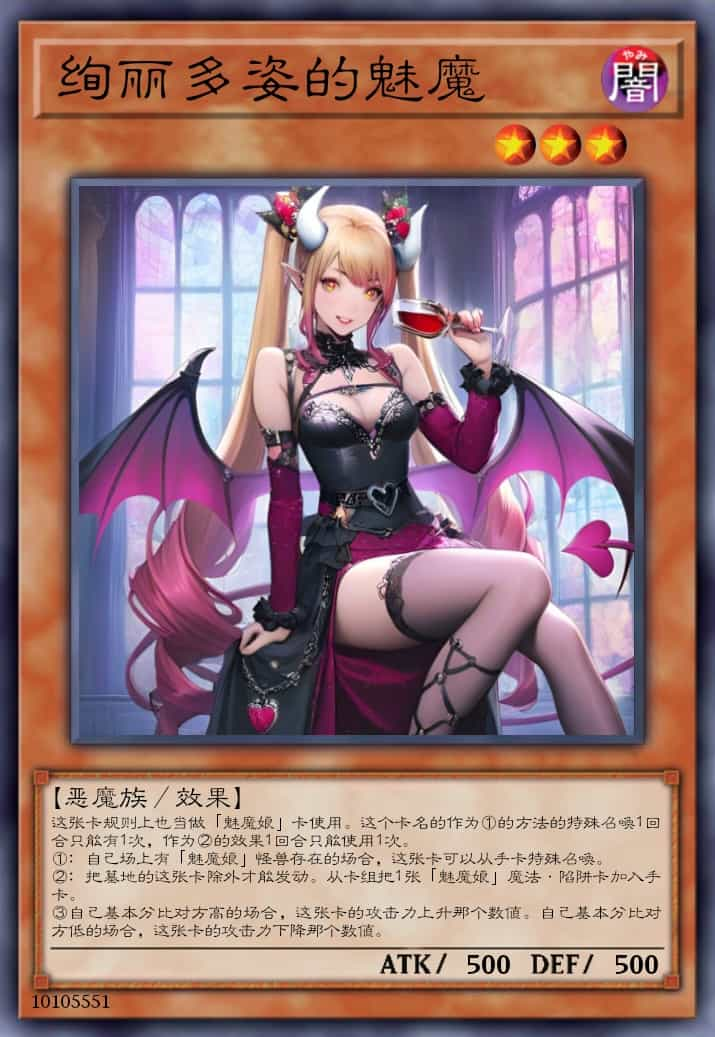 绚丽多姿的魅魔
やみ
闇
【恶魔族／效果】
这张卡规则上也当做「魅魔娘」卡使用。这个卡名的作为①的方法的特殊召唤1回
合只能有1次，作为②的效果1回合只能使用1次。
①：自己场上有「魅魔娘」怪兽存在的场合，这张卡可以从手卡特殊召唤。
②：把墓地的这张卡除外才能发动。从卡组把1张「魅魔娘」魔法·陷阱卡加入手
卡。
③自己基本分比对方高的场合，这张卡的攻击力上升那个数值。自己基本分比对
方低的场合，这张卡的攻击力下降那个数值。
ATK/ 500 DEF/ 500
10105551